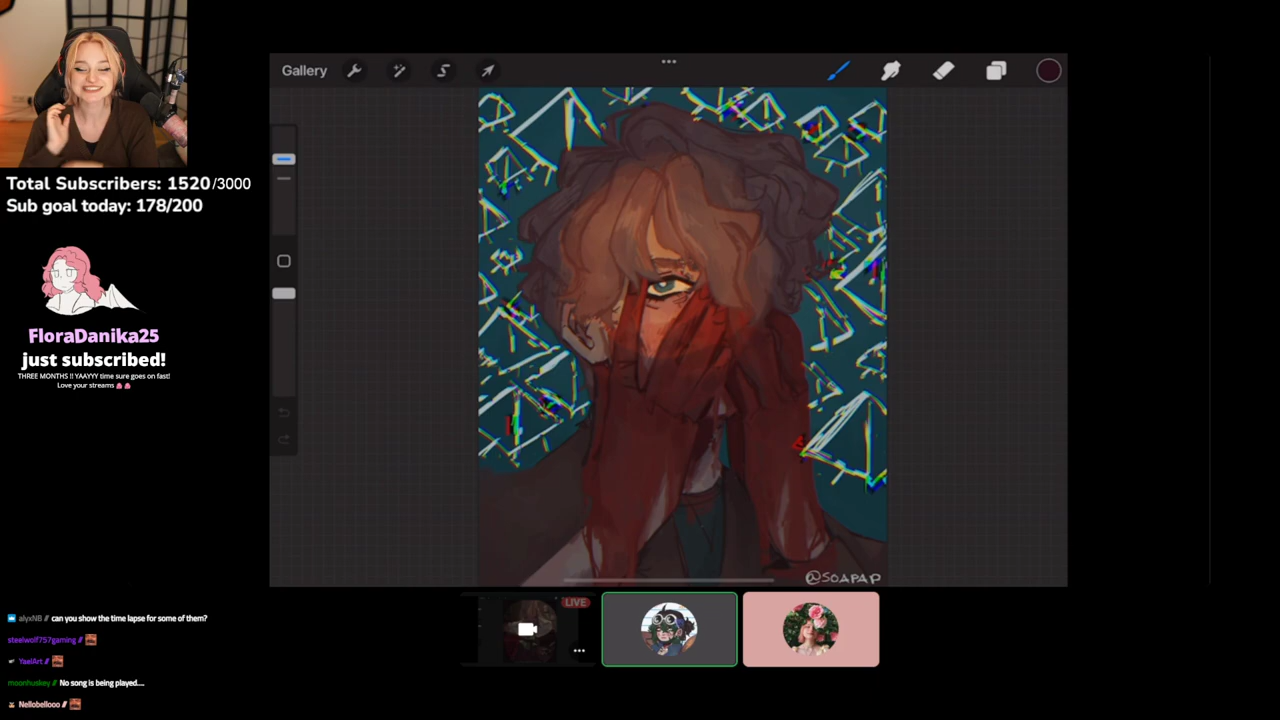 Gallery
Total Subscribers: 1520/3000
Sub goal today: 178/200
FloraDanika25
just subscribed!
THREE MONTHS !! YAAYYY time sure goes on fast!
Love your streams
@SOAPAP
LIVE
alyxNB // can you show the time lapse for some of them?
steelwolf757gaming //
YaelArt //
moonhuskey // No song is being played....
Nellobellooo //